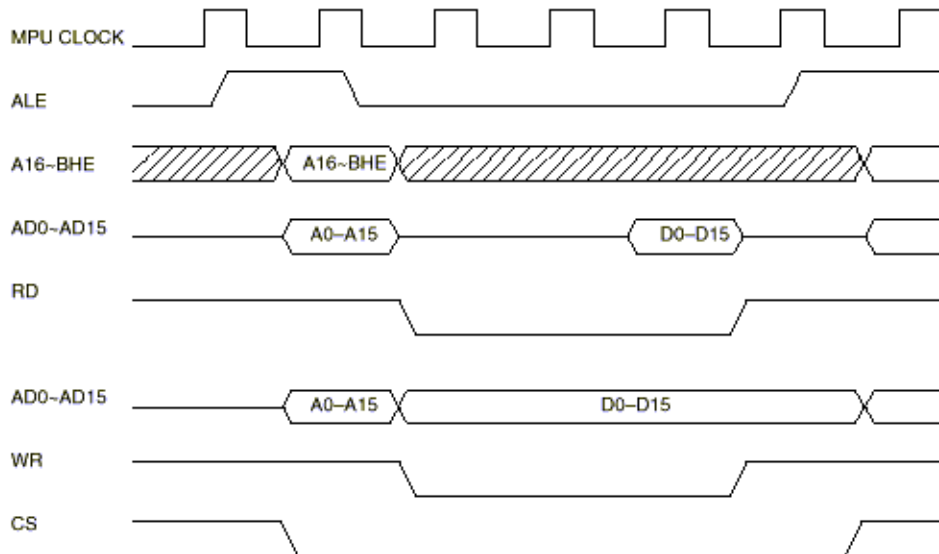 MPU CLOCK
ALE
A16~BHE A16~BHE
AD0~AD15 A0–A15 D0–D15
RD
AD0~AD15 A0–A15 D0–D15
WR
CS